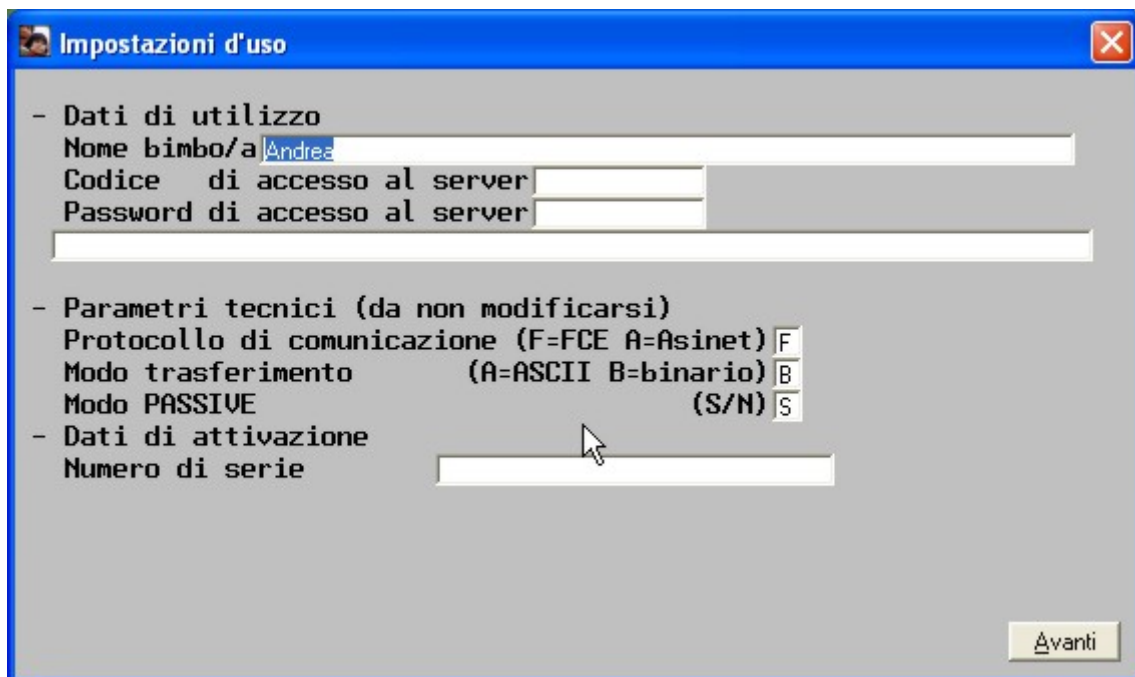 Impostazioni d'uso
- Dati di utilizzo
Nome bimbo/a Andrea
Codice di accesso al server
Password di accesso al server
- Parametri tecnici (da non modificarsi)
Protocollo di comunicazione (F=FCE A=Asinet) F
Modo trasferimento (A=ASCII B=binario) B
Modo PASSIVE (S/N) S
- Dati di attivazione
Numero di serie
Avanti